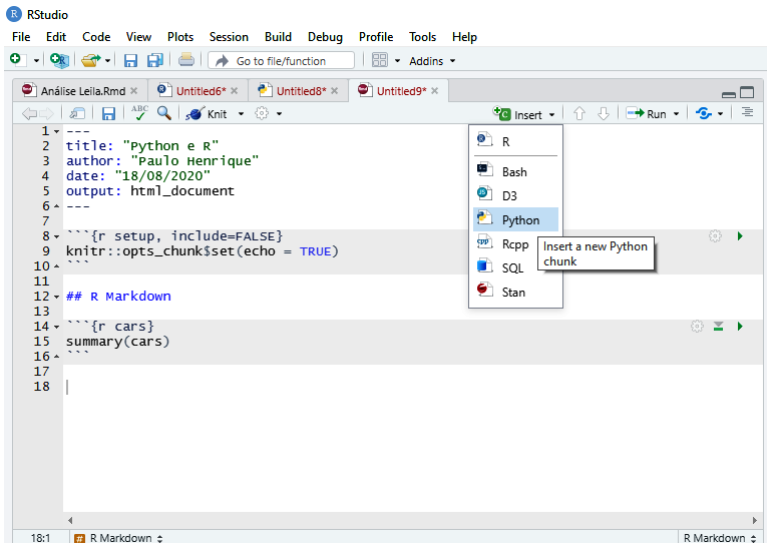 RStudio
File Edit Code View Plots Session Build Debug Profile Tools Help
Go to file/function Addins
Análise Leila.Rmd Untitled6* Untitled8* Untitled9*
ABC Knit Insert Run
1 ---
2 title: "Python e R"
3 author: "Paulo Henrique"
4 date: "18/08/2020"
5 output: html_document
6 ---
7
8 ```{r setup, include=FALSE}
9 knitr::opts_chunk$set(echo = TRUE)
10 ```
11
12 ## R Markdown
13
14 ```{r cars}
15 summary(cars)
16 ```
17
18
R
Bash
D3
Python
Rcpp
SQL
Stan
Insert a new Python
chunk
18:1 # R Markdown R Markdown